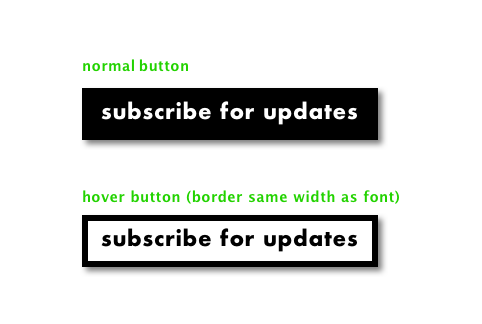 normal button
subscribe for updates
hover button (border same width as font)
subscribe for updates